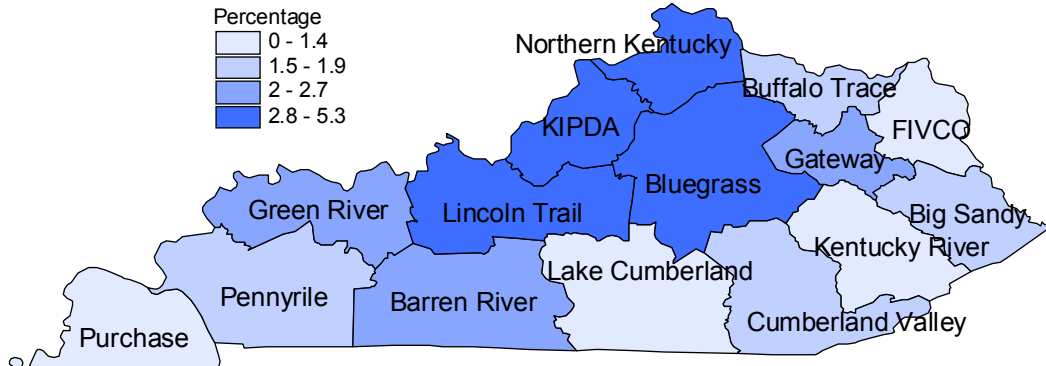 Percentage
0 - 1.4
1.5 - 1.9
2 - 2.7
2.8 - 5.3
Northern Kentucky
Buffalo Trace
KIPDA
FIVCO
Gateway
Bluegrass
Green River
Lincoln Trail
Big Sandy
Kentucky River
Lake Cumberland
Pennyrile
Barren River
Cumberland Valley
Purchase